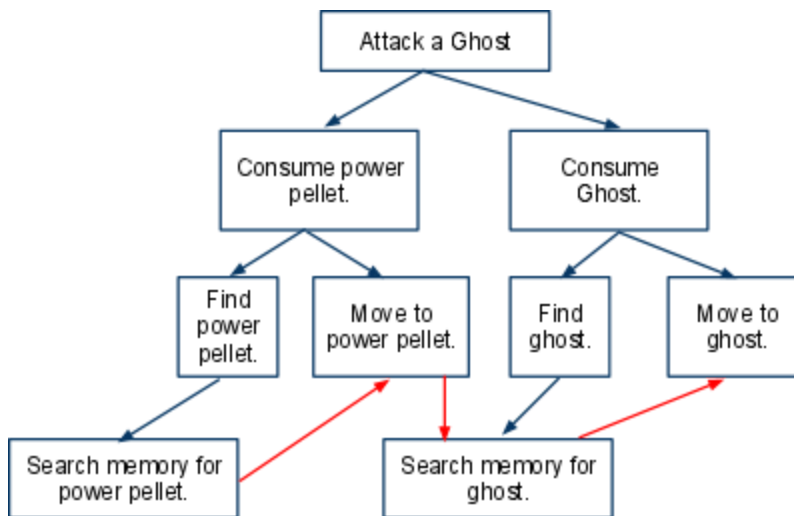 Attack a Ghost
Consume power
pellet.
Consume
Ghost.
Find
power
pellet.
Move to
power pellet.
Find
ghost.
Move to
ghost.
Search memory for
power pellet.
Search memory for
ghost.